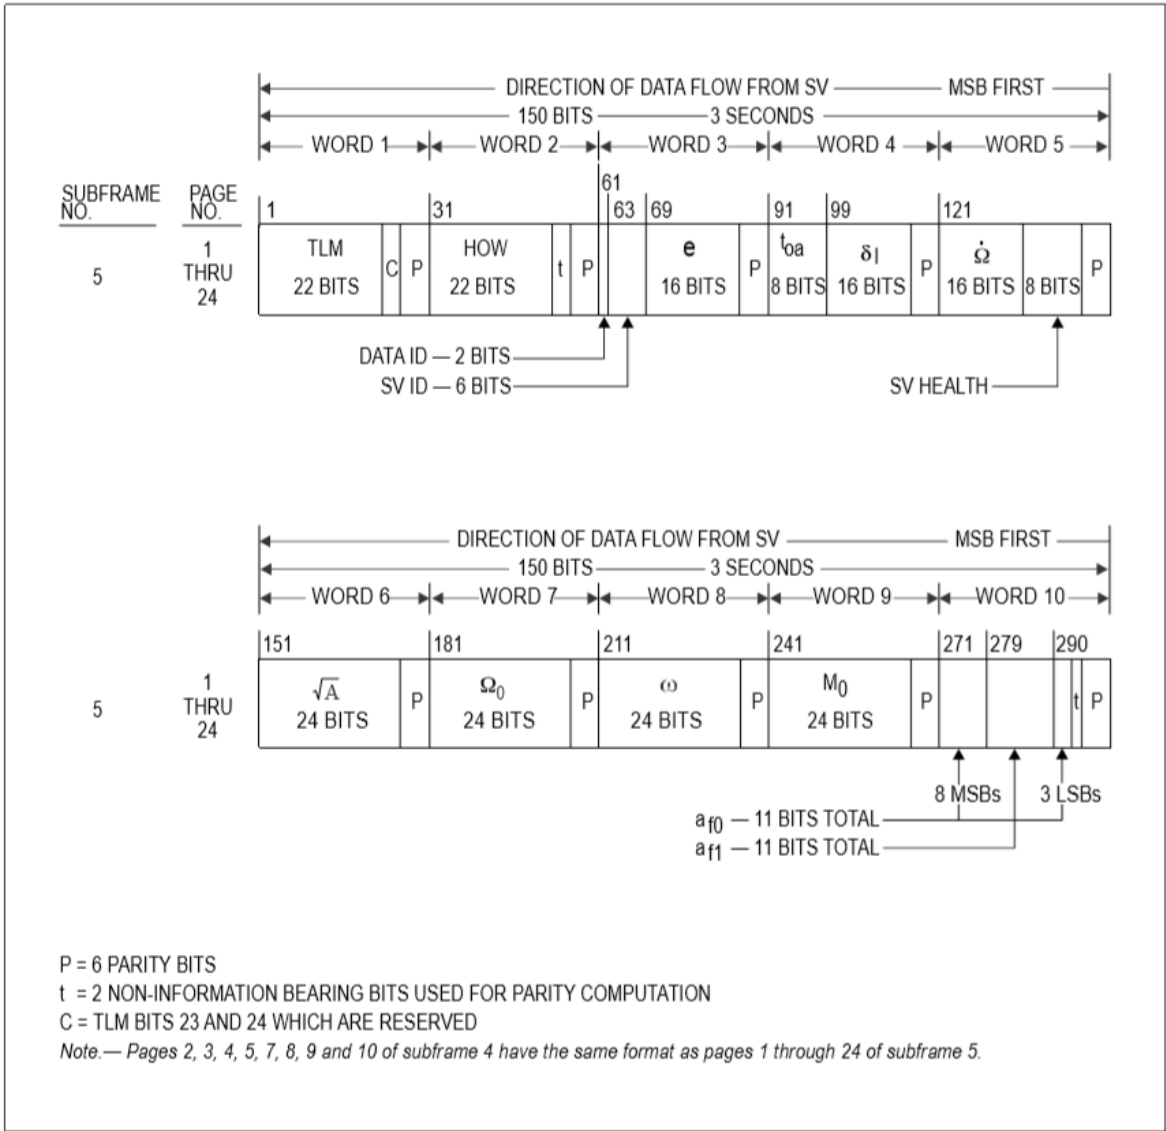 DIRECTION OF DATA FLOW FROM SV MSB FIRST
150 BITS 3 SECONDS
WORD 1 WORD 2 WORD 3 WORD 4 WORD 5
SUBFRAME NO. PAGE NO.
1 31 61 63 69 91 99 121
5
1 THRU 24
TLM 22 BITS
C
P
HOW 22 BITS
t
P
e 16 BITS
P
toa 8 BITS
δI 16 BITS
P
Ω̇ 16 BITS
8 BITS
P
DATA ID — 2 BITS
SV ID — 6 BITS
SV HEALTH
DIRECTION OF DATA FLOW FROM SV MSB FIRST
150 BITS 3 SECONDS
WORD 6 WORD 7 WORD 8 WORD 9 WORD 10
151 181 211 241 271 279 290
5
1 THRU 24
√A 24 BITS
P
Ω0 24 BITS
P
ω 24 BITS
P
M0 24 BITS
P
t
P
8 MSBs 3 LSBs
af0 — 11 BITS TOTAL
af1 — 11 BITS TOTAL
P = 6 PARITY BITS
t = 2 NON-INFORMATION BEARING BITS USED FOR PARITY COMPUTATION
C = TLM BITS 23 AND 24 WHICH ARE RESERVED
Note.— Pages 2, 3, 4, 5, 7, 8, 9 and 10 of subframe 4 have the same format as pages 1 through 24 of subframe 5.